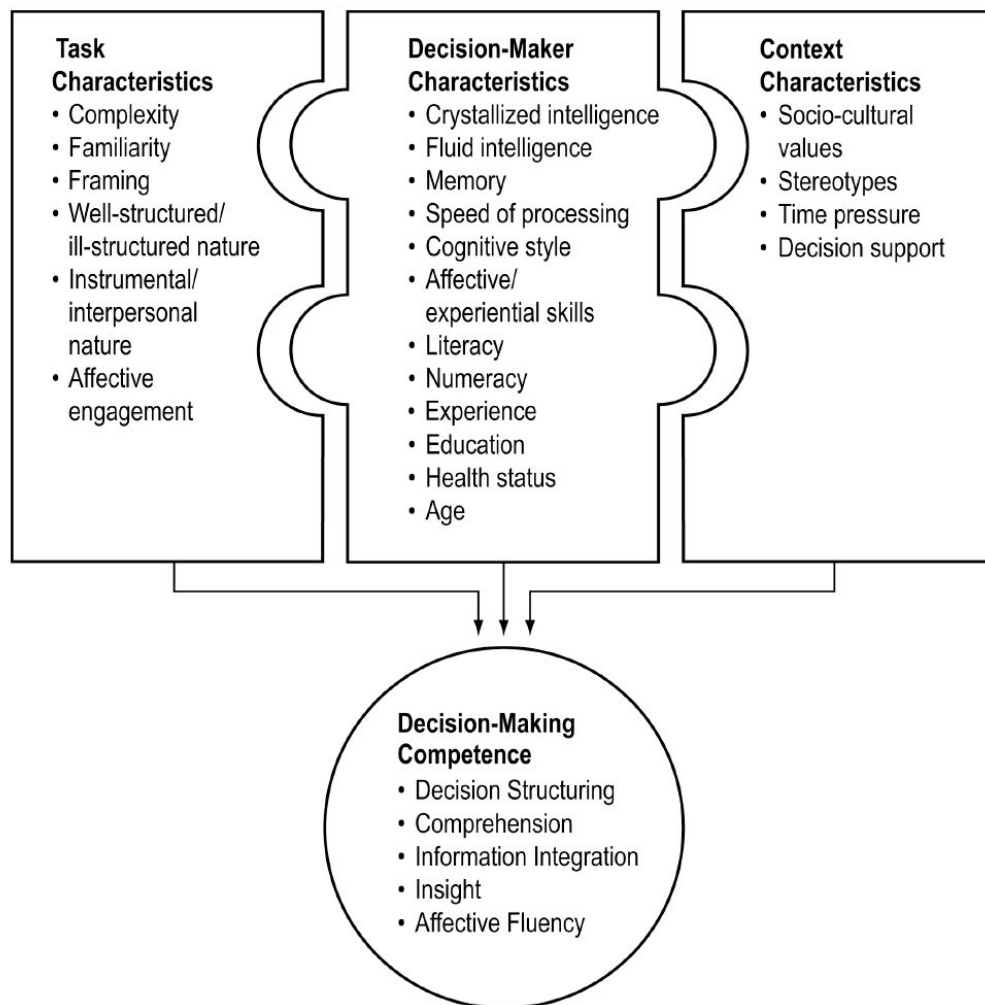 Task
Characteristics
• Complexity
• Familiarity
• Framing
• Well-structured/
ill-structured nature
• Instrumental/
interpersonal
nature
• Affective
engagement
Decision-Maker
Characteristics
• Crystallized intelligence
• Fluid intelligence
• Memory
• Speed of processing
• Cognitive style
• Affective/
experiential skills
• Literacy
• Numeracy
• Experience
• Education
• Health status
• Age
Context
Characteristics
• Socio-cultural
values
• Stereotypes
• Time pressure
• Decision support
Decision-Making
Competence
• Decision Structuring
• Comprehension
• Information Integration
• Insight
• Affective Fluency